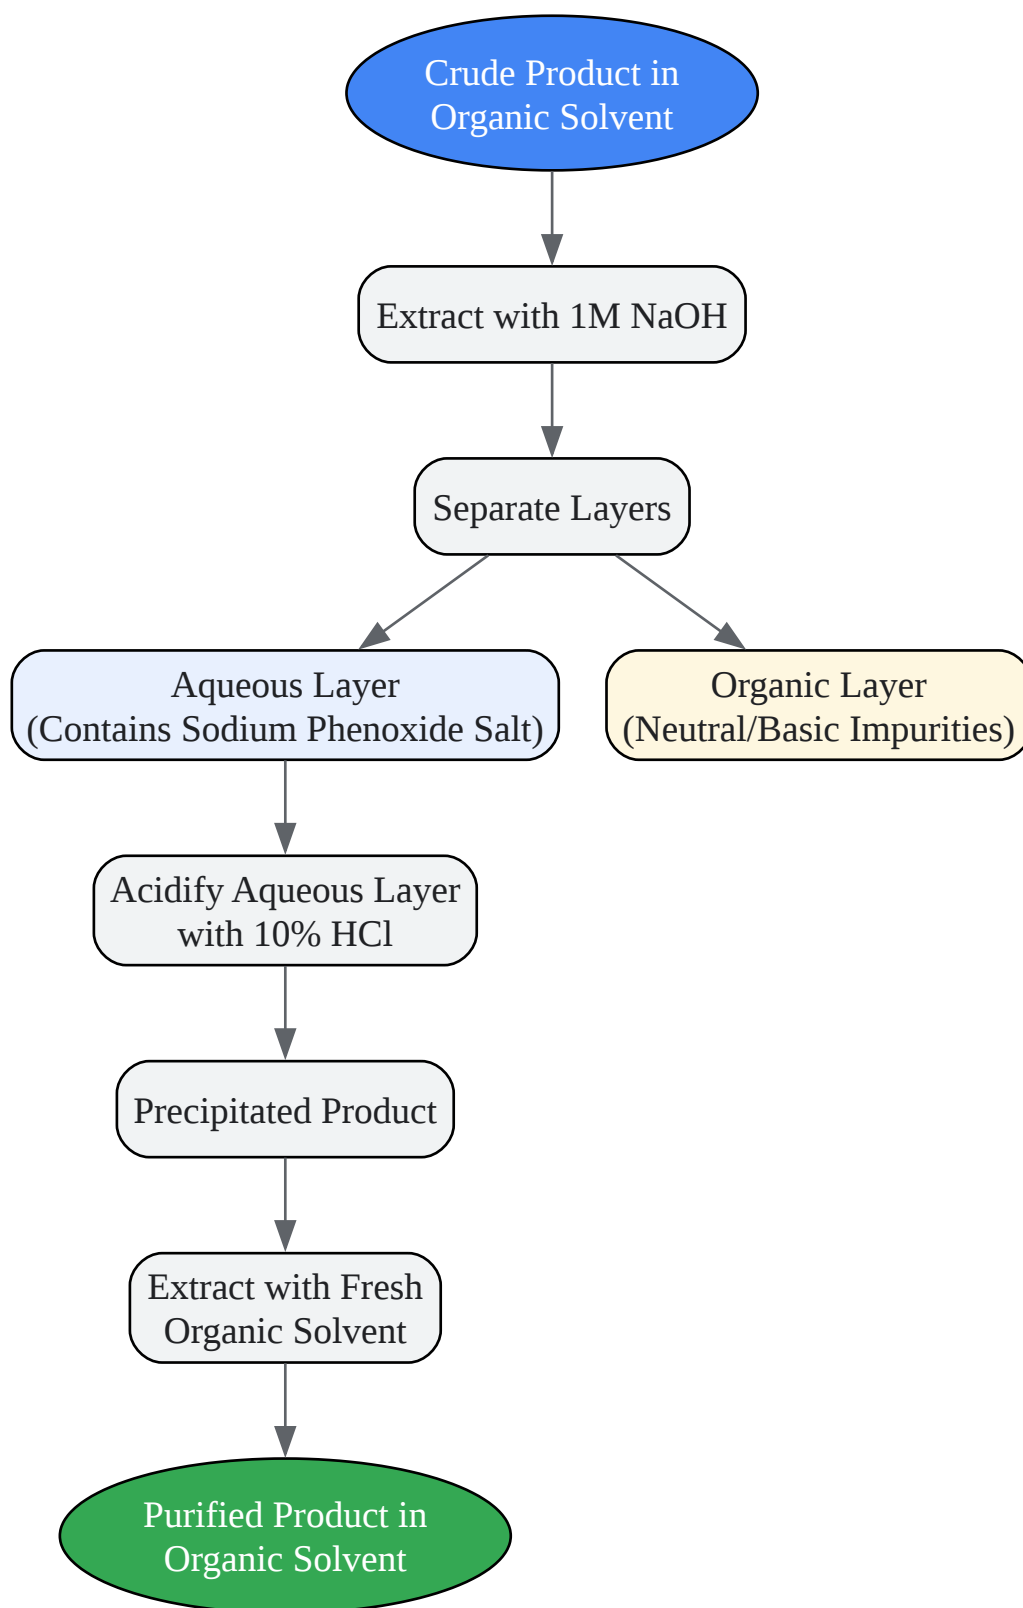 Crude Product in
Organic Solvent
Extract with 1M NaOH
Separate Layers
Aqueous Layer
(Contains Sodium Phenoxide Salt)
Organic Layer
(Neutral/Basic Impurities)
Acidify Aqueous Layer
with 10% HCl
Precipitated Product
Extract with Fresh
Organic Solvent
Purified Product in
Organic Solvent